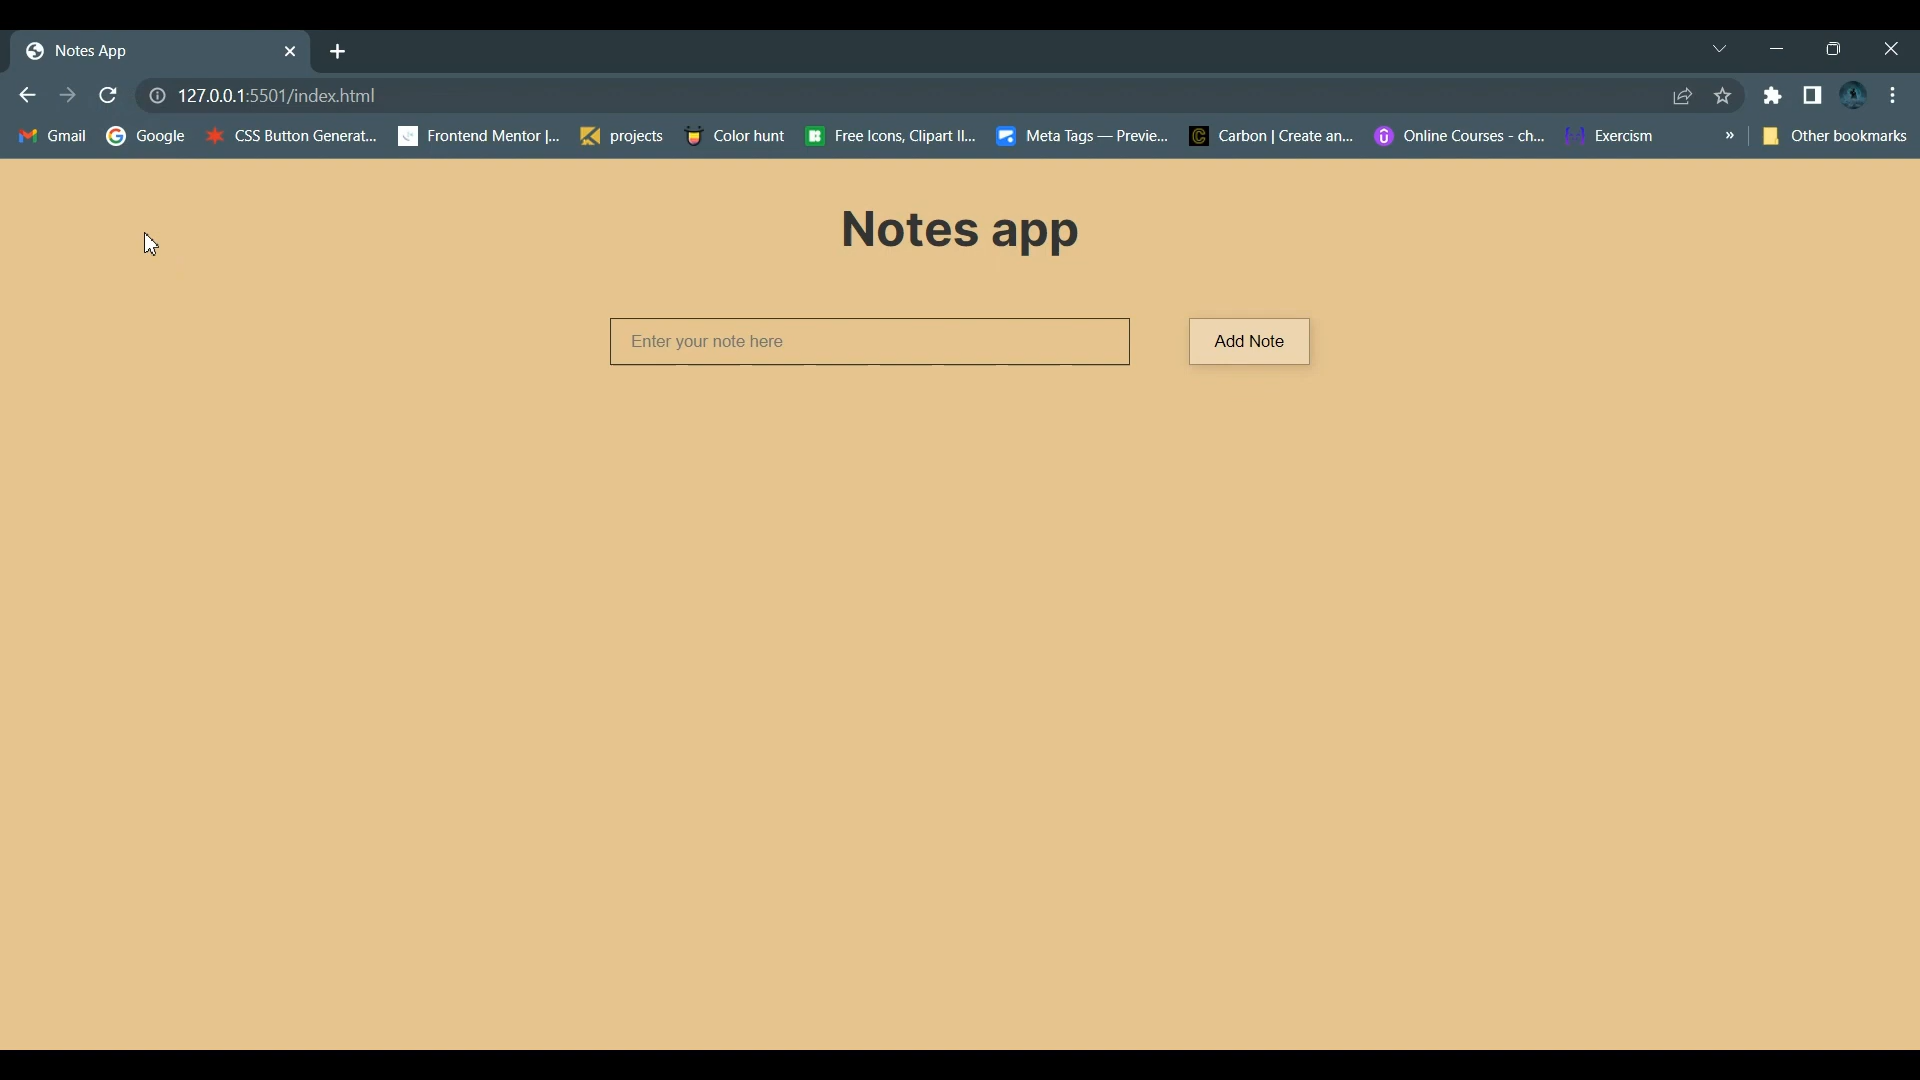 Notes App
127.0.0.1:5501/index.html
Gmail Google CSS Button Generat... Frontend Mentor |... projects Color hunt Free Icons, Clipart Il... Meta Tags — Previe... Carbon | Create an... Online Courses - ch... Exercism » Other bookmarks
Notes app
Enter your note here Add Note